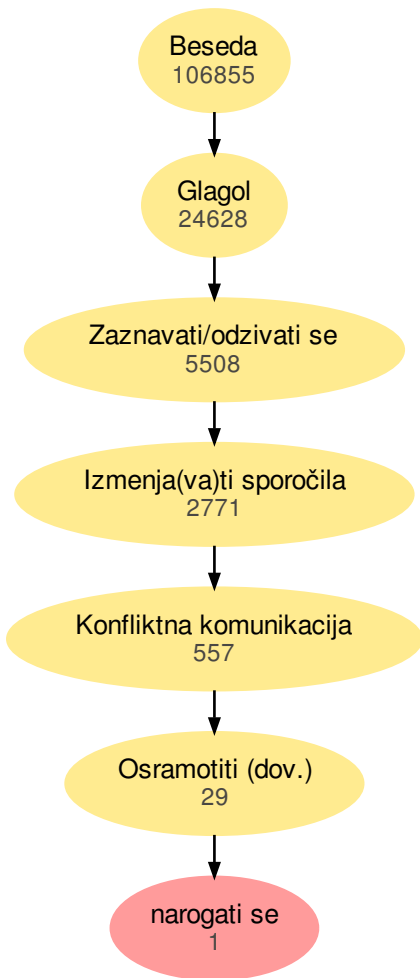 Beseda
106855
Glagol
24628
Zaznavati/odzivati se
5508
Izmenja(va)ti sporočila
2771
Konfliktna komunikacija
557
Osramotiti (dov.)
29
narogati se
1